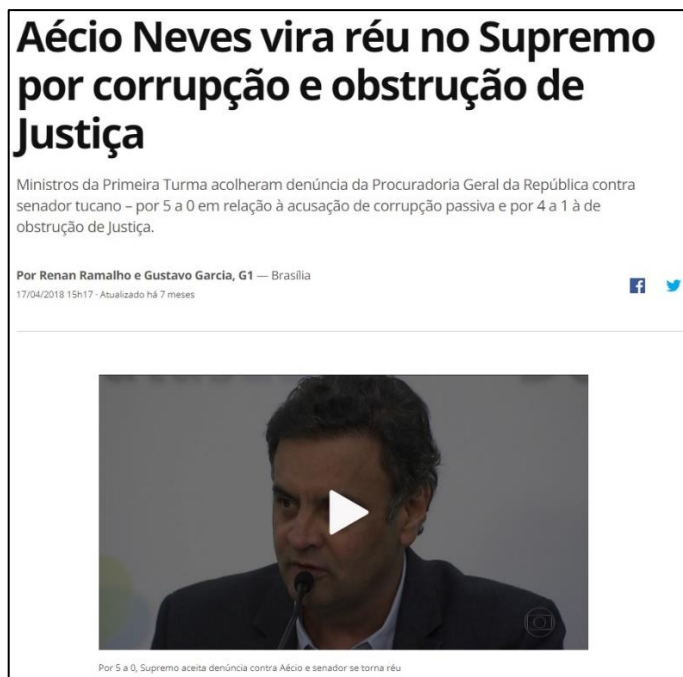 Aécio Neves vira réu no Supremo
por corrupção e obstrução de
Justiça
Ministros da Primeira Turma acolheram denúncia da Procuradoria Geral da República contra
senador tucano – por 5 a 0 em relação à acusação de corrupção passiva e por 4 a 1 à de
obstrução de Justiça.
Por Renan Ramalho e Gustavo Garcia, G1 — Brasília
17/04/2018 15h17 · Atualizado há 7 meses
Por 5 a 0, Supremo aceita denúncia contra Aécio e senador se torna réu